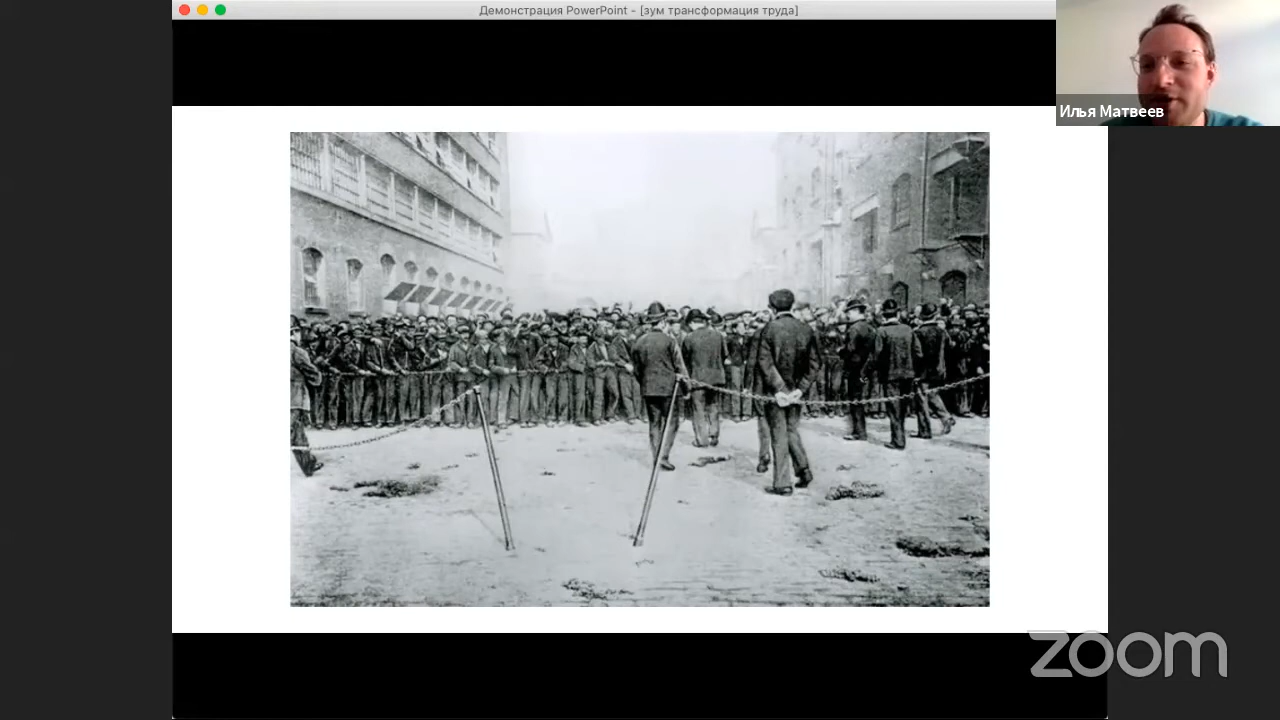 Демонстрация PowerPoint - [зум трансформация труда]
Илья Матвеев
zoom